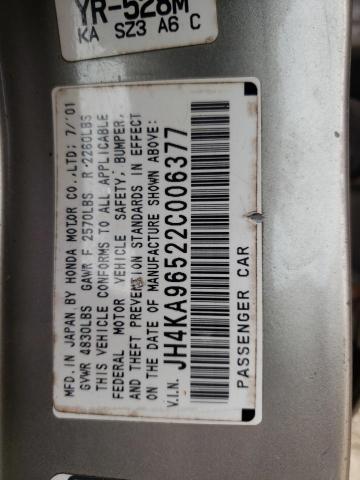 YR-528M
KA SZ3 A6 C
MFD. IN JAPAN BY HONDA MOTOR CO.,LTD; 7/'01
GVWR 4830LBS GAWR F 2570LBS R 2260LBS
THIS VEHICLE CONFORMS TO ALL APPLICABLE
FEDERAL MOTOR VEHICLE SAFETY, BUMPER,
AND THEFT PREVENTION STANDARDS IN EFFECT
ON THE DATE OF MANUFACTURE SHOWN ABOVE:
V.I.N. JH4KA96522C006377
PASSENGER CAR